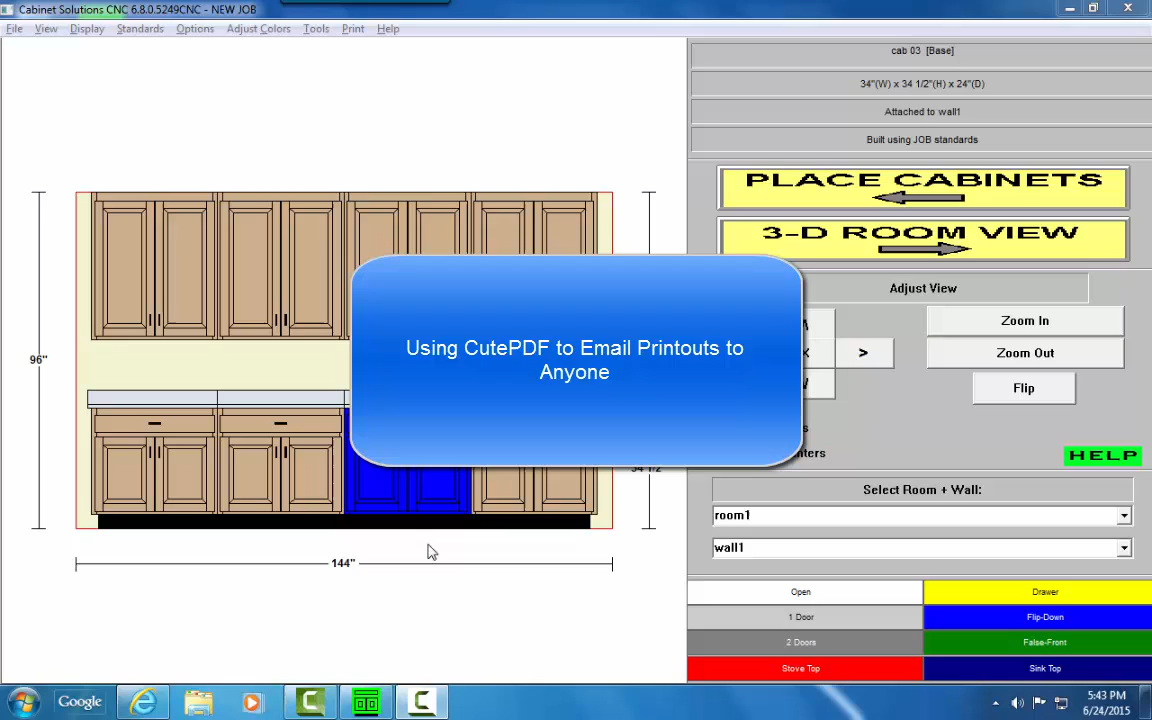 Cabinet Solutions CNC 6.8.0.5249CNC - NEW JOB
File View Display Standards Options Adjust Colors Tools Print Help
cab 03 [Base]
34"(W) x 34 1/2"(H) x 24"(D)
Attached to wall1
Built using JOB standards
PLACE CABINETS
3-D ROOM VIEW
Adjust View
Zoom In
>
Zoom Out
Flip
Using CutePDF to Email Printouts to
Anyone
96"
144"
HELP
Select Room + Wall:
room1
wall1
Open
Drawer
1 Door
Flip-Down
2 Doors
False-Front
Stove Top
Sink Top
Google
5:43 PM
6/24/2015